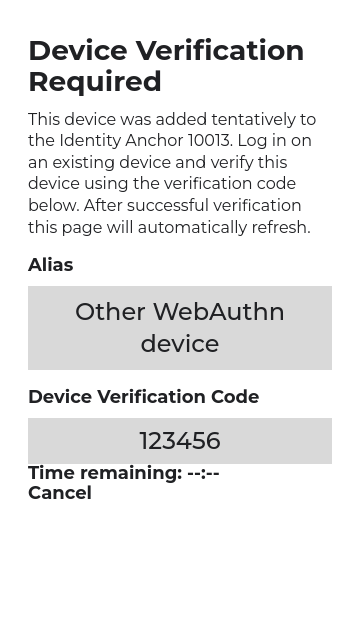 Device Verification
Required
This device was added tentatively to
the Identity Anchor 10013. Log in on
an existing device and verify this
device using the verification code
below. After successful verification
this page will automatically refresh.
Alias
Other WebAuthn
device
Device Verification Code
123456
Time remaining: --:--
Cancel